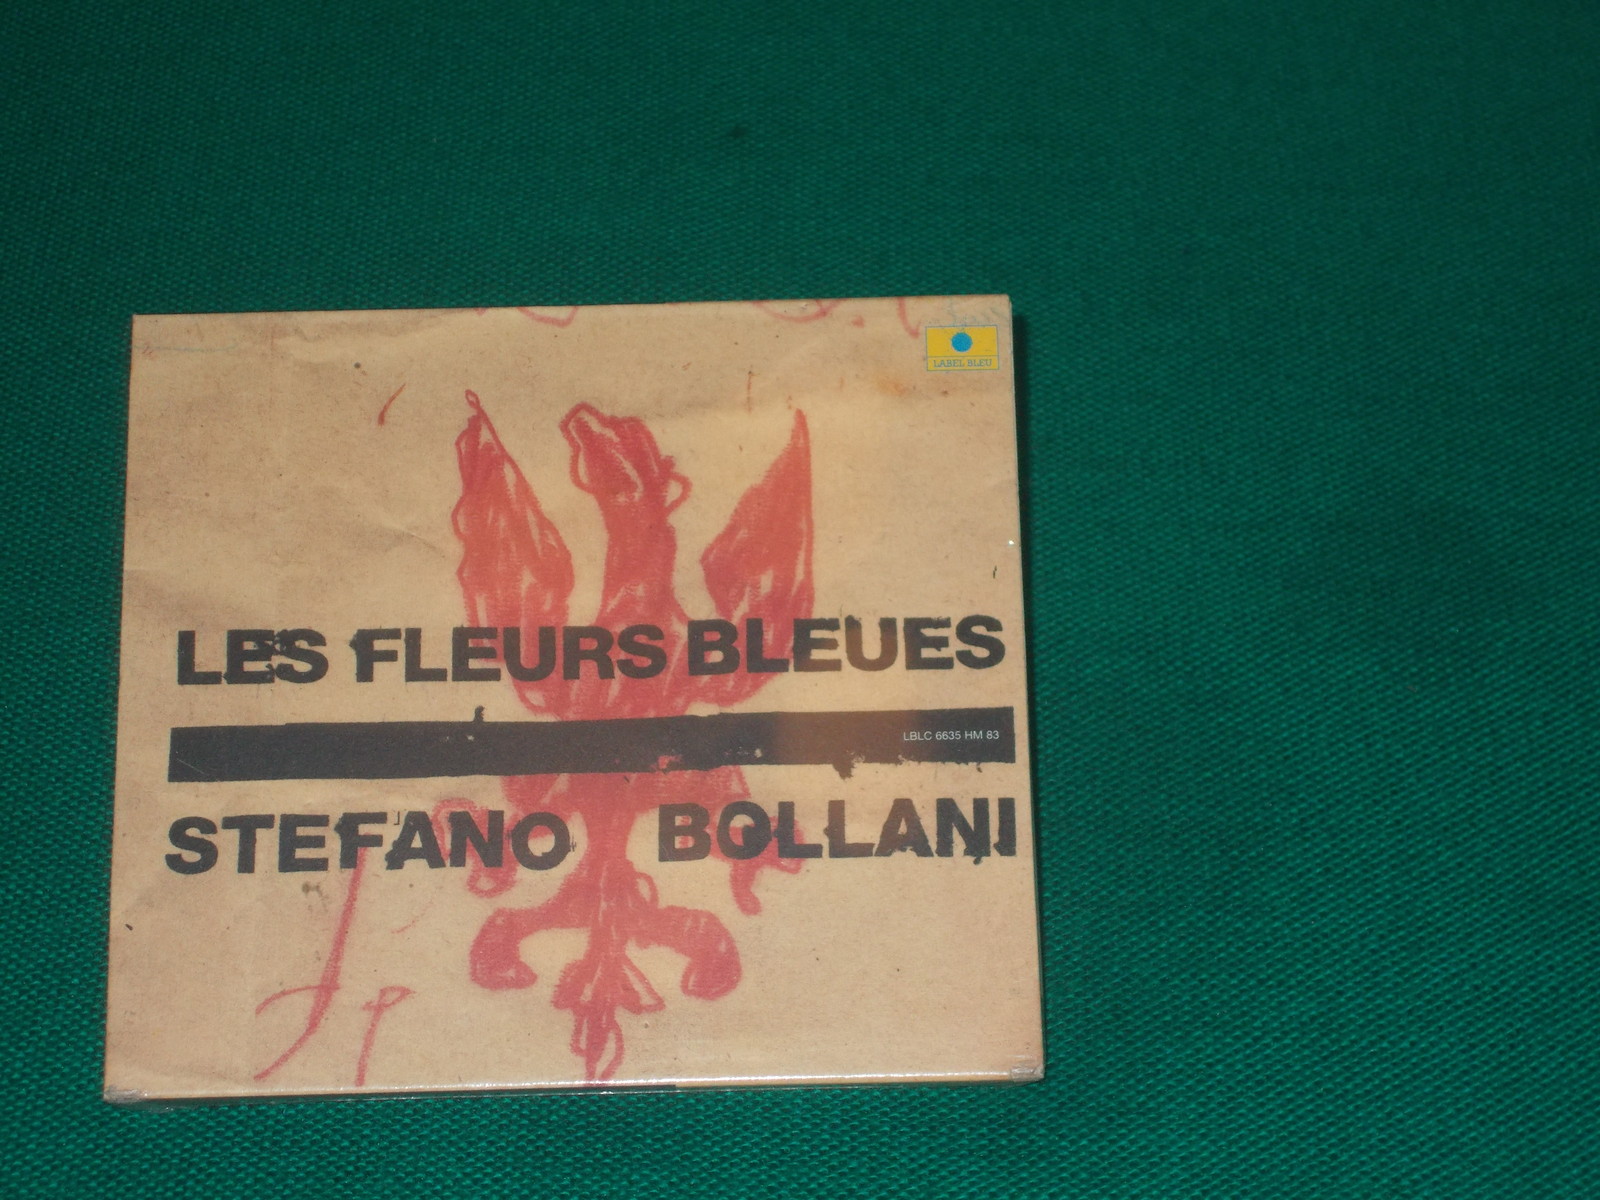 LABEL BLEU
LES FLEURS BLEUES
LBLC 6635 HM 83
STEFANO BOLLANI